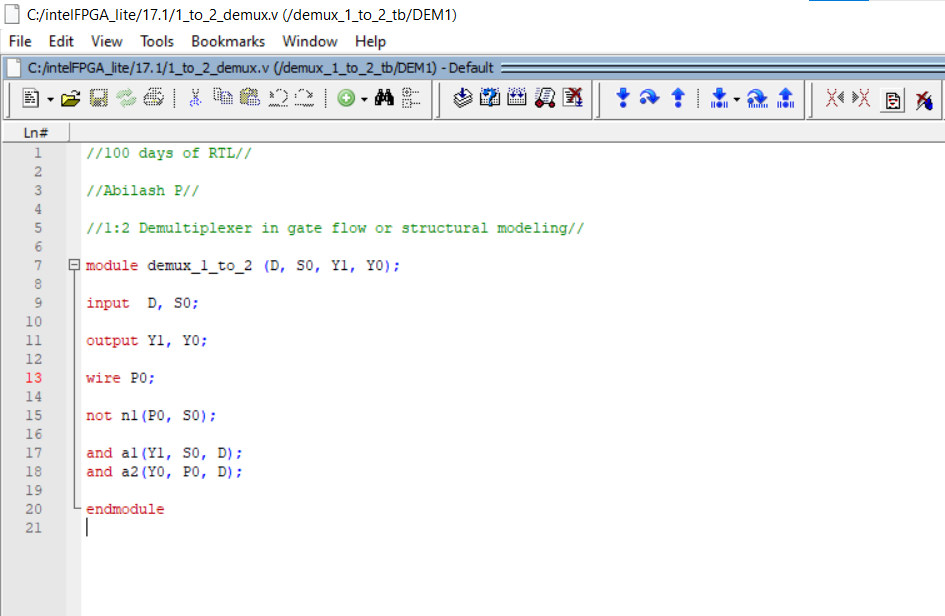 C:/intelFPGA_lite/17.1/1_to_2_demux.v (/demux_1_to_2_tb/DEM1)
File Edit View Tools Bookmarks Window Help
C:/intelFPGA_lite/17.1/1_to_2_demux.v (/demux_1_to_2_tb/DEM1) - Default
Ln#
1 //100 days of RTL//
2
3 //Abilash P//
4
5 //1:2 Demultiplexer in gate flow or structural modeling//
6
7 module demux_1_to_2 (D, S0, Y1, Y0);
8
9 input  D, S0;
10
11 output Y1, Y0;
12
13 wire P0;
14
15 not n1(P0, S0);
16
17 and a1(Y1, S0, D);
18 and a2(Y0, P0, D);
19
20 endmodule
21